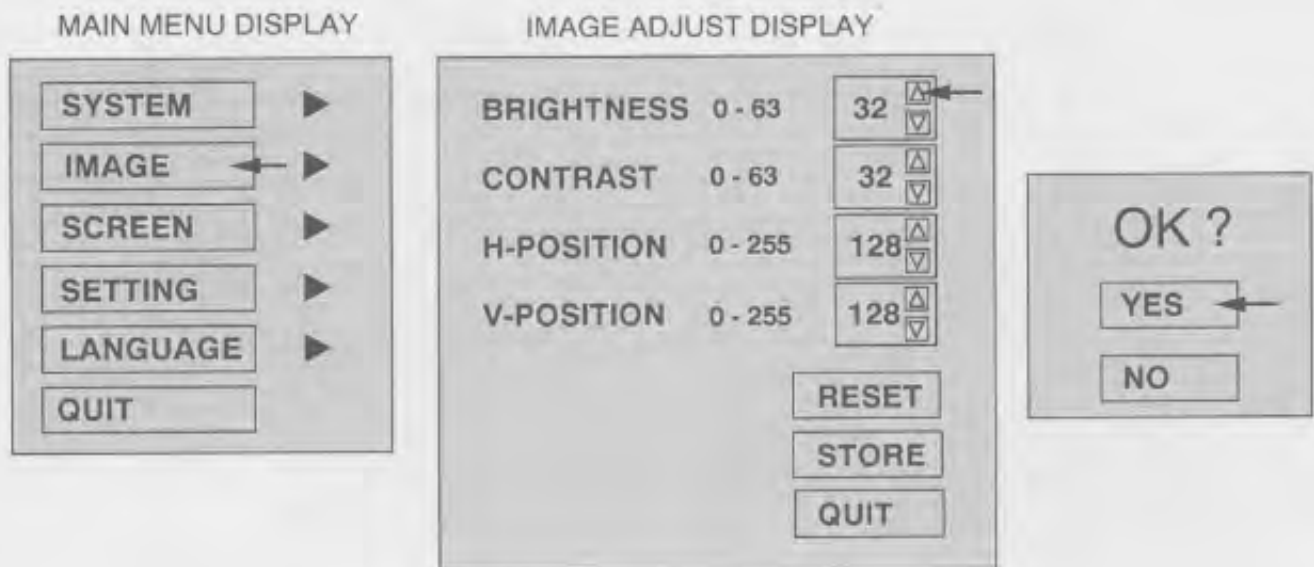 MAIN MENU DISPLAY
SYSTEM
IMAGE
SCREEN
SETTING
LANGUAGE
QUIT
IMAGE ADJUST DISPLAY
BRIGHTNESS 0 - 63 32
CONTRAST 0 - 63 32
H-POSITION 0 - 255 128
V-POSITION 0 - 255 128
RESET
STORE
QUIT
OK ?
YES
NO